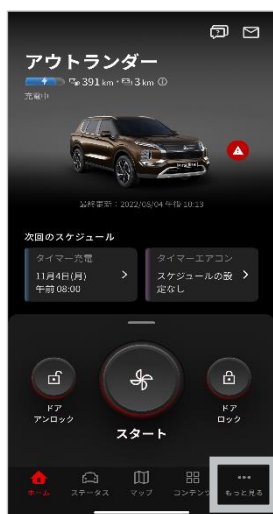 アウトランダー
391 km・3 km
充電中
最終更新：2022/08/04 午後 10:13
次回のスケジュール
タイマー充電
11月4日(月)
午前 08:00
タイマーエアコン
スケジュールの設
定なし
ドア
アンロック
スタート
ドア
ロック
ホーム
ステータス
マップ
コンテンツ
もっと見る